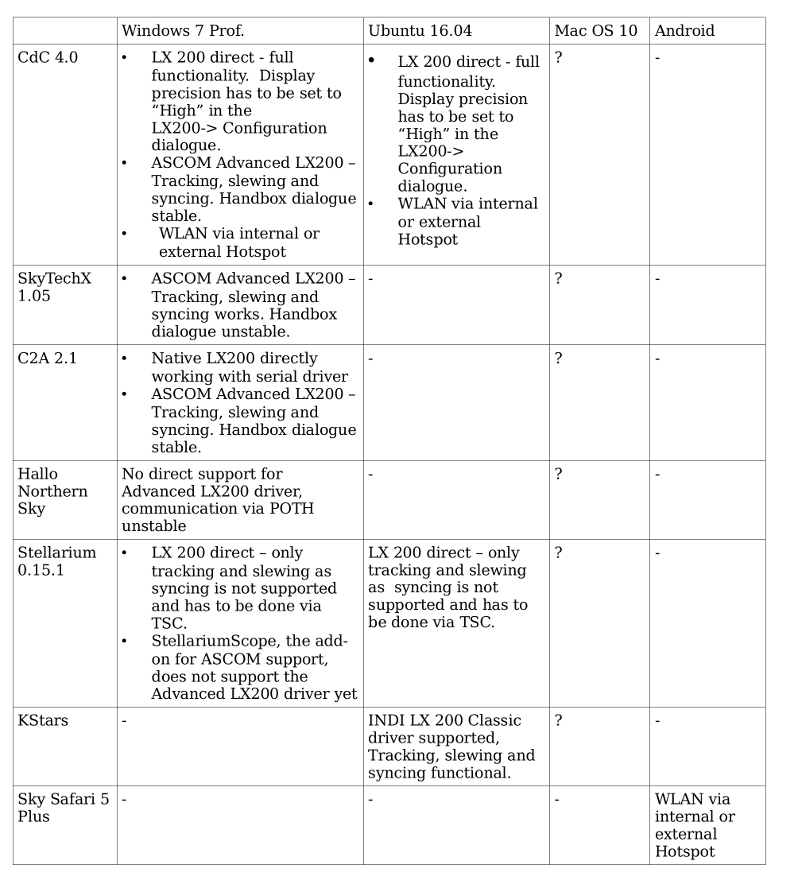 Windows 7 Prof.
Ubuntu 16.04
Mac OS 10
Android
CdC 4.0
• LX 200 direct - full
functionality. Display
precision has to be set to
“High” in the
LX200-> Configuration
dialogue.
• ASCOM Advanced LX200 –
Tracking, slewing and
syncing. Handbox dialogue
stable.
• WLAN via internal or
external Hotspot
• LX 200 direct - full
functionality.
Display precision
has to be set to
“High” in the
LX200->
Configuration
dialogue.
• WLAN via internal
or external
Hotspot
?
-
SkyTechX
1.05
• ASCOM Advanced LX200 –
Tracking, slewing and
syncing works. Handbox
dialogue unstable.
-
?
-
C2A 2.1
• Native LX200 directly
working with serial driver
• ASCOM Advanced LX200 –
Tracking, slewing and
syncing. Handbox dialogue
stable.
-
?
-
Hallo
Northern
Sky
No direct support for
Advanced LX200 driver,
communication via POTH
unstable
-
?
-
Stellarium
0.15.1
• LX 200 direct – only
tracking and slewing as
syncing is not supported
and has to be done via
TSC.
• StellariumScope, the add-
on for ASCOM support,
does not support the
Advanced LX200 driver yet
LX 200 direct – only
tracking and slewing
as syncing is not
supported and has to
be done via TSC.
?
-
KStars
-
INDI LX 200 Classic
driver supported,
Tracking, slewing and
syncing functional.
?
-
Sky Safari 5
Plus
-
-
-
WLAN via
internal or
external
Hotspot